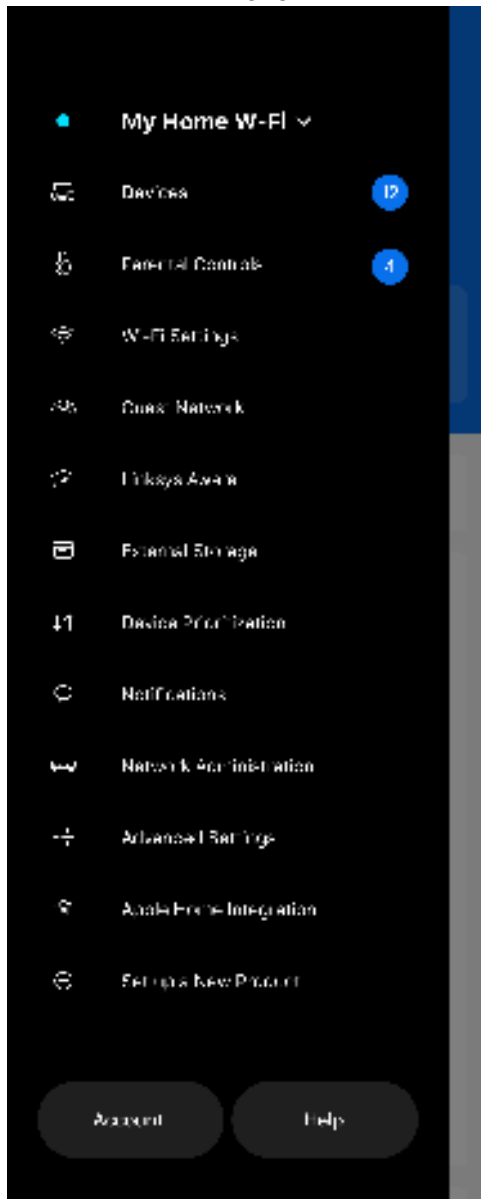 My Home W-Fi
Devices
12
Parental Controls
4
Wi-Fi Settings
Guest Network
Linksys Aware
External Storage
Device Prioritization
Notifications
Network Administration
Advanced Settings
Apple Home Integration
Set up a New Product
Account
Help